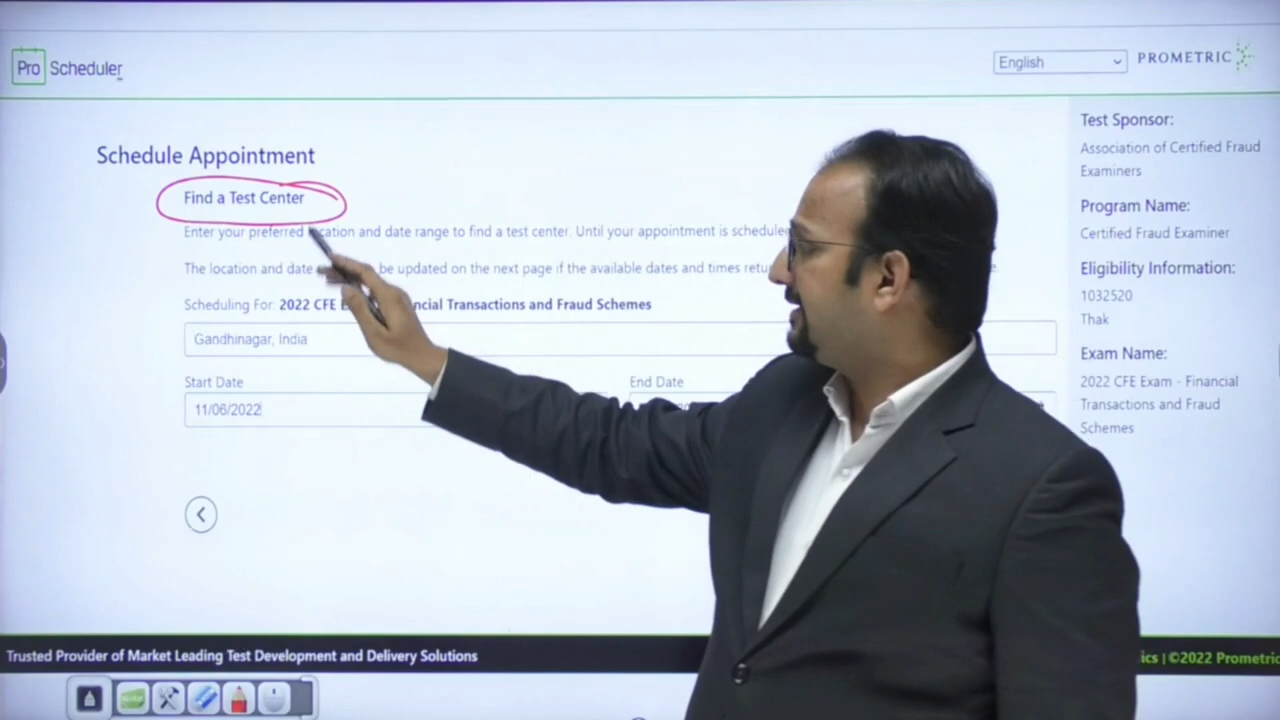 Pro Scheduler
English
PROMETRIC
Schedule Appointment
Find a Test Center
Enter your preferred location and date range to find a test center. Until your appointment is schedule
The location and date be updated on the next page if the available dates and times
Scheduling For: 2022 CFE Financial Transactions and Fraud Schemes
Gandhinagar, India
Start Date
End Date
11/06/2022
Test Sponsor:
Association of Certified Fraud
Examiners
Program Name:
Certified Fraud Examiner
Eligibility Information:
1032520
Thak
Exam Name:
2022 CFE Exam - Financial
Transactions and Fraud
Schemes
Trusted Provider of Market Leading Test Development and Delivery Solutions
ics | ©2022 Prometric
Note